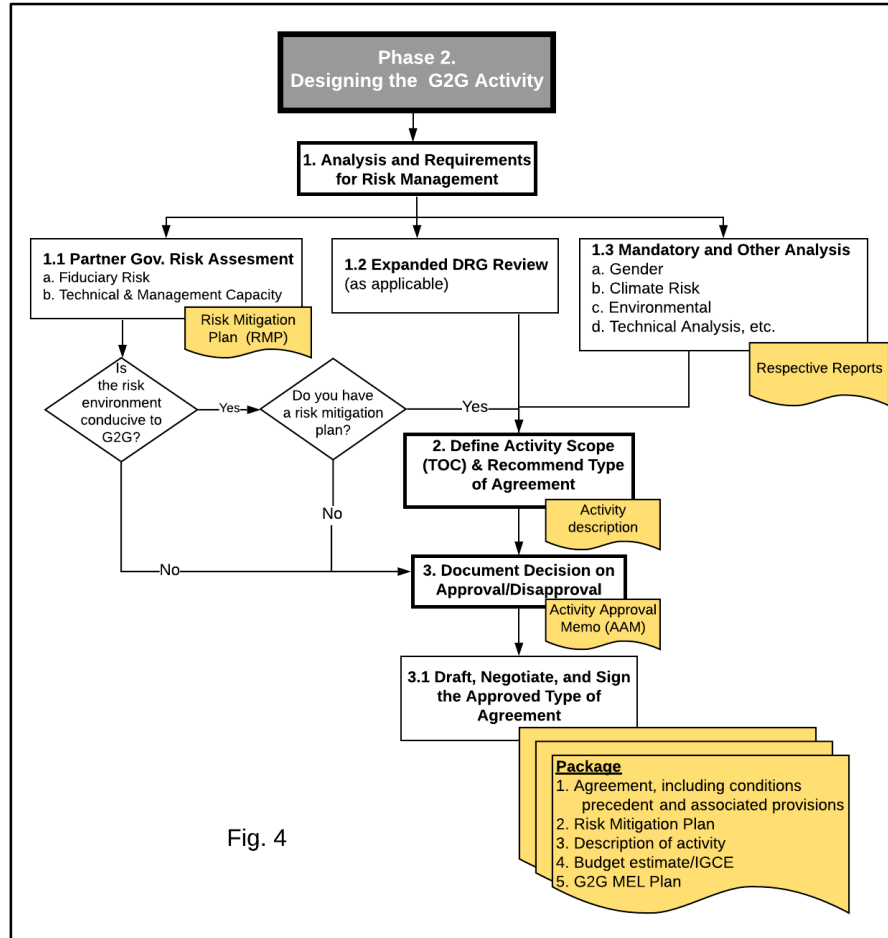 Phase 2.
Designing the G2G Activity
1. Analysis and Requirements
for Risk Management
1.1 Partner Gov. Risk Assesment
a. Fiduciary Risk
b. Technical & Management Capacity
Risk Mitigation
Plan (RMP)
1.2 Expanded DRG Review
(as applicable)
1.3 Mandatory and Other Analysis
a. Gender
b. Climate Risk
c. Environmental
d. Technical Analysis, etc.
Respective Reports
Is
the risk
environment
conducive to
G2G?
Yes
Do you have
a risk mitigation
plan?
Yes
2. Define Activity Scope
(TOC) & Recommend Type
of Agreement
Activity
description
No
No
3. Document Decision on
Approval/Disapproval
Activity Approval
Memo (AAM)
3.1 Draft, Negotiate, and Sign
the Approved Type of
Agreement
Package
1. Agreement, including conditions
precedent and associated provisions
2. Risk Mitigation Plan
3. Description of activity
4. Budget estimate/IGCE
5. G2G MEL Plan
Fig. 4